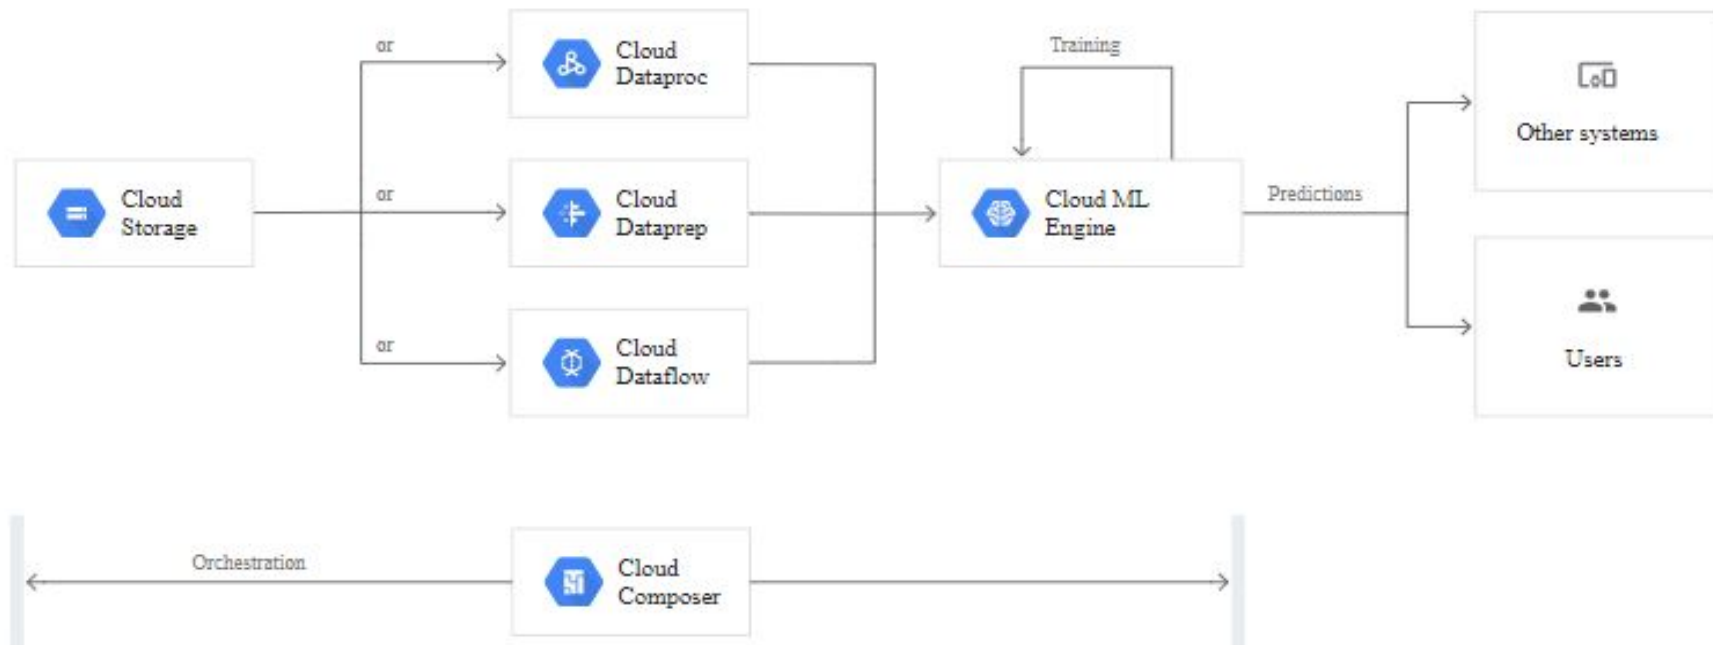 or
Cloud
Dataproc
Training
Other systems
Cloud
Storage
or
Cloud
Dataprep
Cloud ML
Engine
Predictions
or
Cloud
Dataflow
Users
Orchestration
Cloud
Composer